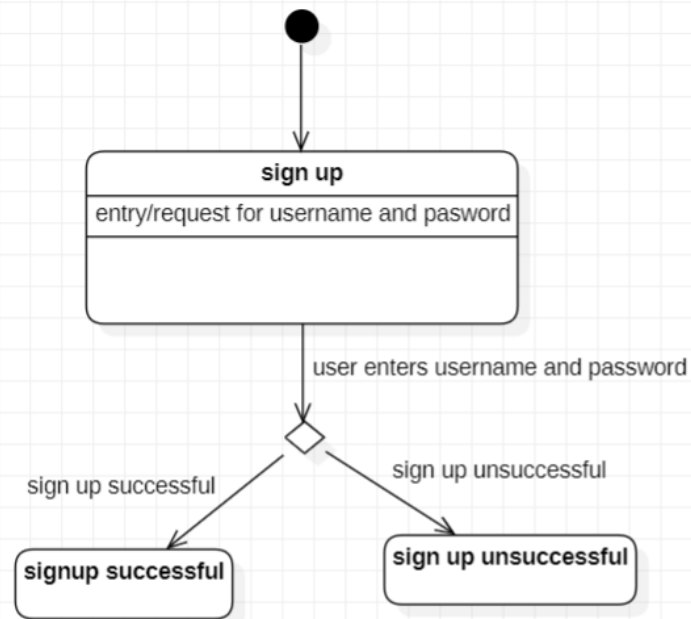 sign up
entry/request for username and pasword
user enters username and password
sign up successful
sign up unsuccessful
signup successful
sign up unsuccessful